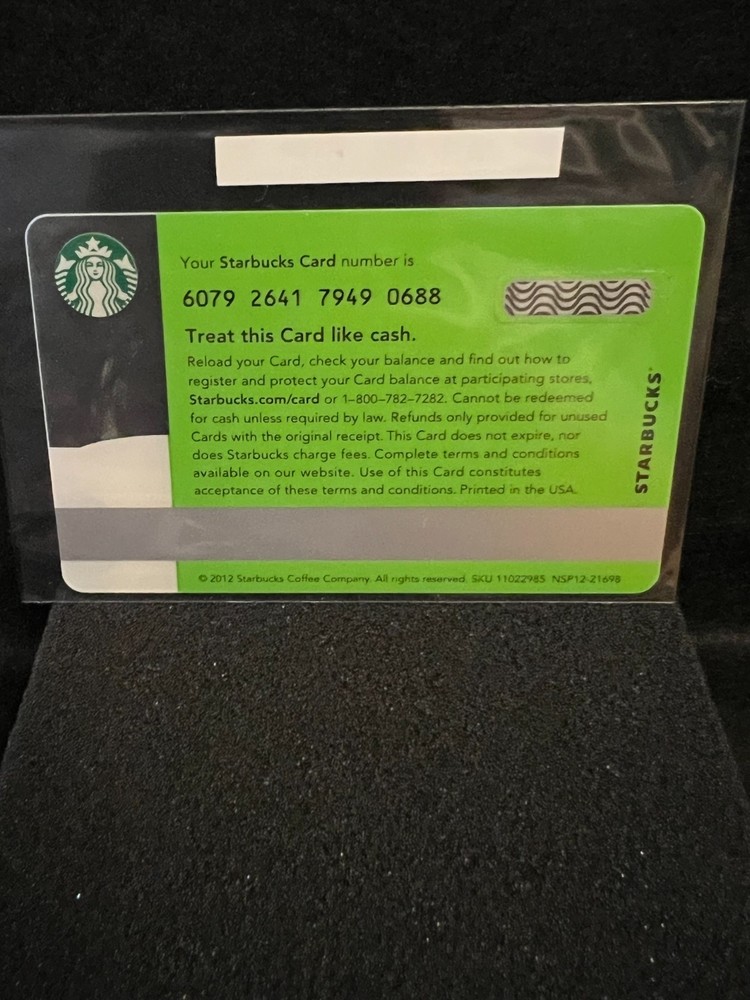 Your Starbucks Card number is
6079 2641 7949 0688
Treat this Card like cash.
Reload your Card, check your balance and find out how to
register and protect your Card balance at participating stores,
Starbucks.com/card or 1–800–782–7282. Cannot be redeemed
for cash unless required by law. Refunds only provided for unused
Cards with the original receipt. This Card does not expire, nor
does Starbucks charge fees. Complete terms and conditions
available on our website. Use of this Card constitutes
acceptance of these terms and conditions. Printed in the USA.
STARBUCKS®
© 2012 Starbucks Coffee Company. All rights reserved. SKU 11022985 NSP12-21698